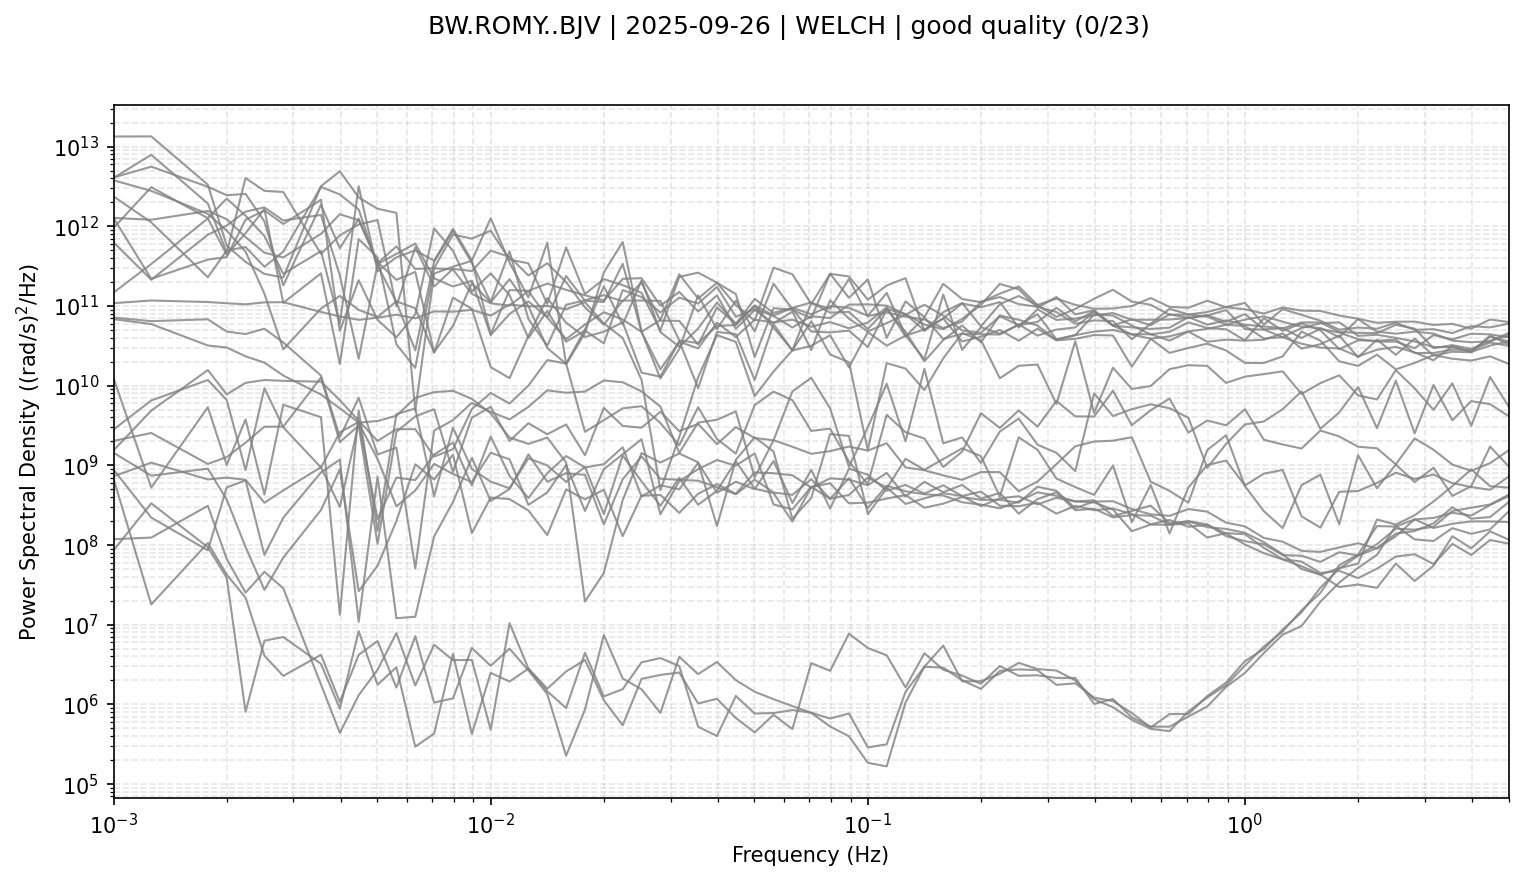 BW.ROMY..BJV | 2025-09-26 | WELCH | good quality (0/23)
Power Spectral Density ((rad/s)²/Hz)
10¹³
10¹²
10¹¹
10¹⁰
10⁹
10⁸
10⁷
10⁶
10⁵
10⁻³ 10⁻² 10⁻¹ 10⁰
Frequency (Hz)